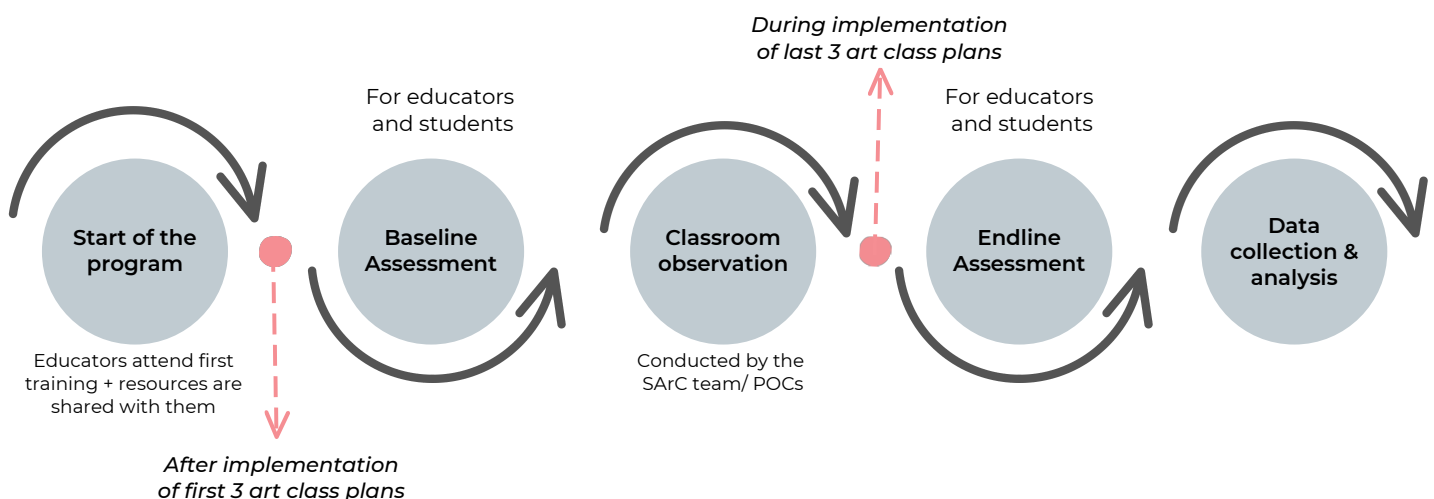 During implementation
of last 3 art class plans
For educators
and students
For educators
and students
Start of the
program
Baseline
Assessment
Classroom
observation
Endline
Assessment
Data
collection &
analysis
Educators attend first
training + resources are
shared with them
Conducted by the
SArC team/ POCs
After implementation
of first 3 art class plans